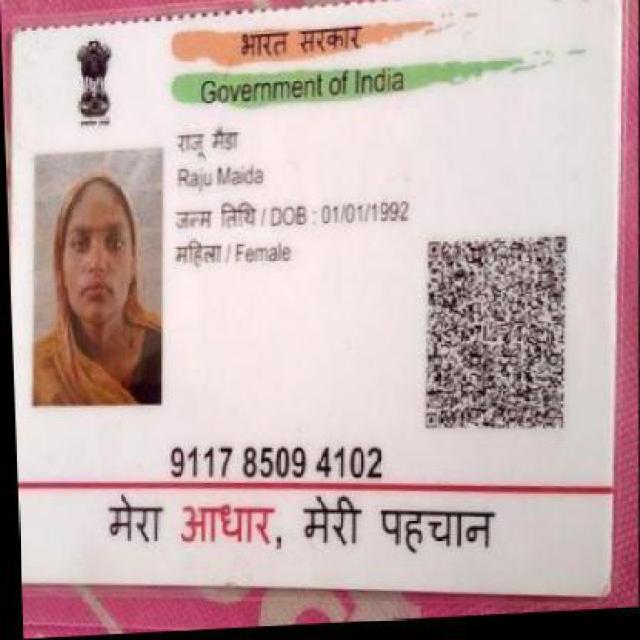 भारत सरकार
Government of India
राजू मैडा
Raju Maida
जन्म तिथि / DOB : 01/01/1992
महिला / Female
9117 8509 4102
मेरा आधार, मेरी पहचान